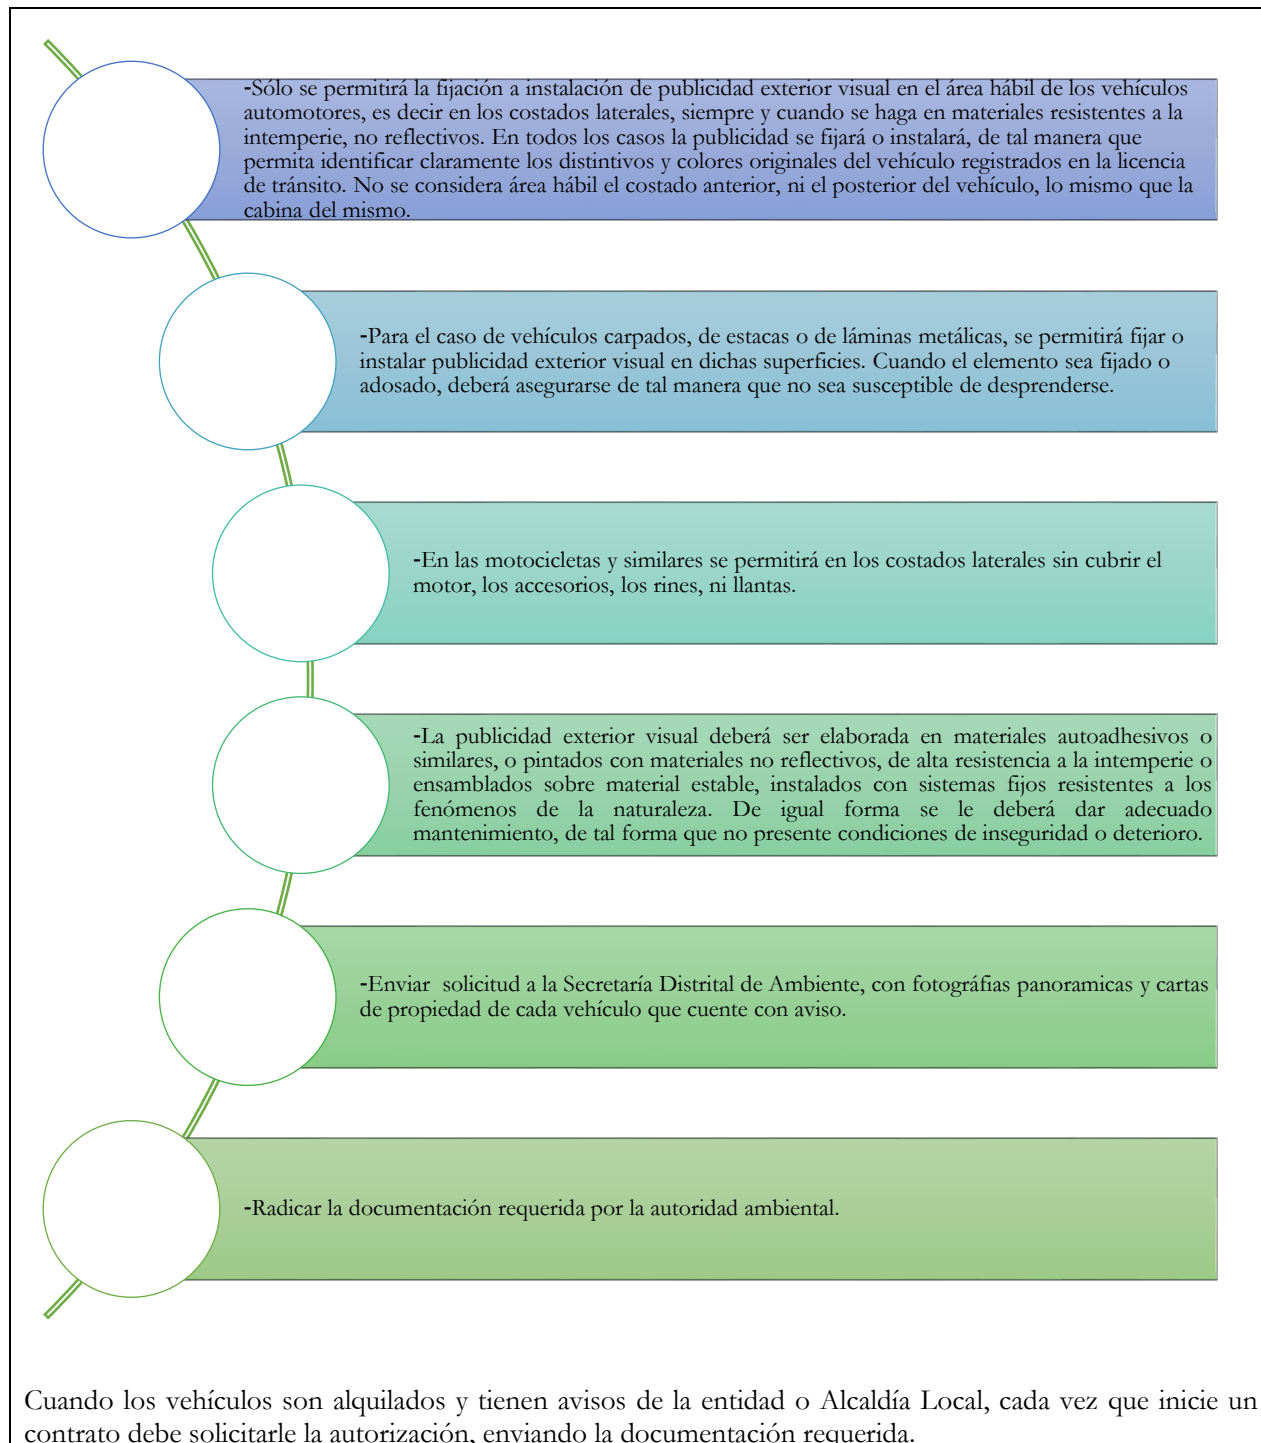 -Sólo se permitirá la fijación a instalación de publicidad exterior visual en el área hábil de los vehículos
automotores, es decir en los costados laterales, siempre y cuando se haga en materiales resistentes a la
intemperie, no reflectivos. En todos los casos la publicidad se fijará o instalará, de tal manera que
permita identificar claramente los distintivos y colores originales del vehículo registrados en la licencia
de tránsito. No se considera área hábil el costado anterior, ni el posterior del vehículo, lo mismo que la
cabina del mismo.
-Para el caso de vehículos carpados, de estacas o de láminas metálicas, se permitirá fijar o
instalar publicidad exterior visual en dichas superficies. Cuando el elemento sea fijado o
adosado, deberá asegurarse de tal manera que no sea susceptible de desprenderse.
-En las motocicletas y similares se permitirá en los costados laterales sin cubrir el
motor, los accesorios, los rines, ni llantas.
-La publicidad exterior visual deberá ser elaborada en materiales autoadhesivos o
similares, o pintados con materiales no reflectivos, de alta resistencia a la intemperie o
ensamblados sobre material estable, instalados con sistemas fijos resistentes a los
fenómenos de la naturaleza. De igual forma se le deberá dar adecuado
mantenimiento, de tal forma que no presente condiciones de inseguridad o deterioro.
-Enviar solicitud a la Secretaría Distrital de Ambiente, con fotográfias panoramicas y cartas
de propiedad de cada vehículo que cuente con aviso.
-Radicar la documentación requerida por la autoridad ambiental.
Cuando los vehículos son alquilados y tienen avisos de la entidad o Alcaldía Local, cada vez que inicie un
contrato debe solicitarle la autorización, enviando la documentación requerida.